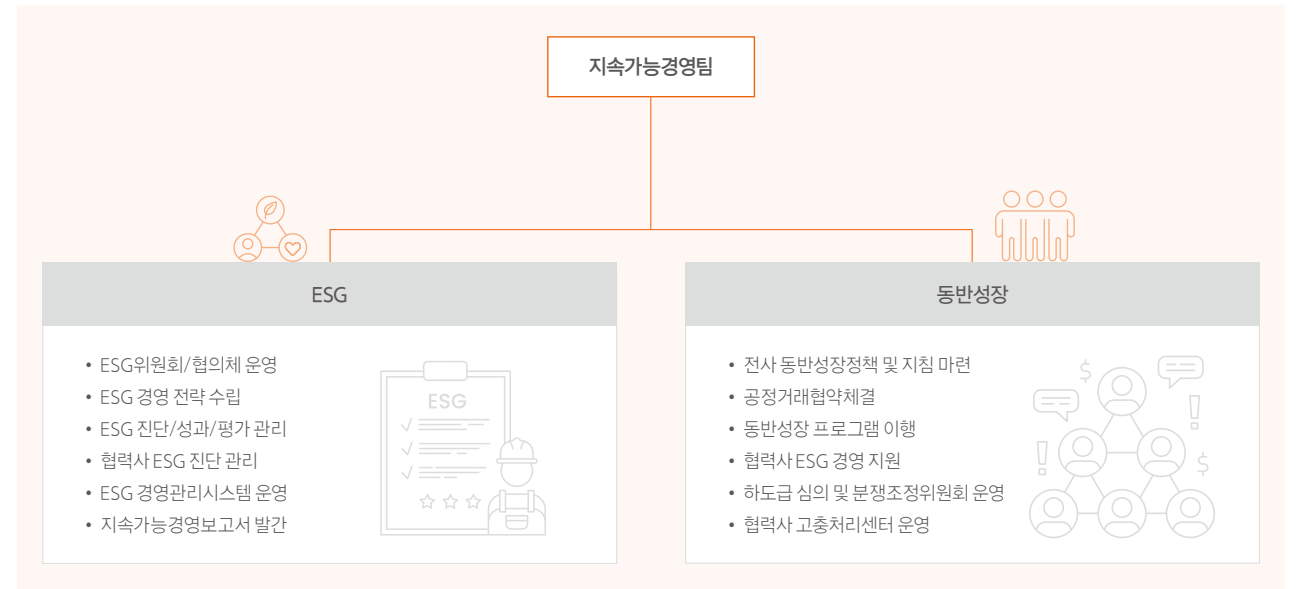 지속가능경영팀
ESG
• ESG위원회/협의체 운영
• ESG 경영 전략 수립
• ESG 진단/성과/평가 관리
• 협력사 ESG 진단 관리
• ESG 경영관리시스템 운영
• 지속가능경영보고서 발간
ESG
동반성장
• 전사 동반성장정책 및 지침 마련
• 공정거래협약체결
• 동반성장 프로그램 이행
• 협력사 ESG 경영 지원
• 하도급 심의 및 분쟁조정위원회 운영
• 협력사 고충처리센터 운영